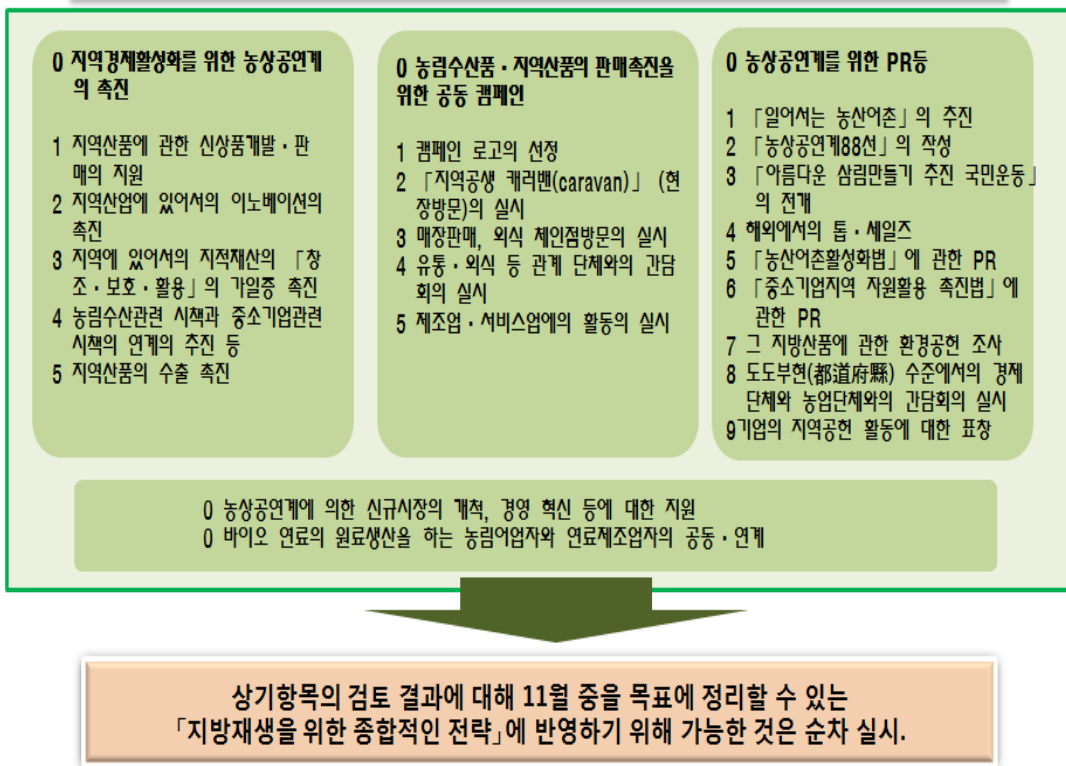 0 지역경제활성화를 위한 농상공연계
의 촉진
1 지역산품에 관한 신상품개발·판
매의 지원
2 지역산업에 있어서의 이노베이션의
촉진
3 지역에 있어서의 지적재산의 「창
조·보호·활용」의 가일층 촉진
4 농림수산관련 시책과 중소기업관련
시책의 연계의 추진 등
5 지역산품의 수출 촉진
0 농림수산품·지역산품의 판매촉진을
위한 공동 캠페인
1 캠페인 로고의 선정
2 「지역공생 캐러밴(caravan)」 (현
장방문)의 실시
3 매장판매, 외식 체인점방문의 실시
4 유통·외식 등 관계 단체와의 간담
회의 실시
5 제조업·서비스업에의 활동의 실시
0 농상공연계를 위한 PR등
1 「일어서는 농산어촌」의 추진
2 「농상공연계88선」의 작성
3 「아름다운 삼림만들기 추진 국민운동」
의 전개
4 해외에서의 톱·세일즈
5 「농산어촌활성화법」에 관한 PR
6 「중소기업지역 자원활용 촉진법」에
관한 PR
7 그 지방산품에 관한 환경공헌 조사
8 도도부현(都道府縣) 수준에서의 경제
단체와 농업단체와의 간담회의 실시
9기업의 지역공헌 활동에 대한 표창
0 농상공연계에 의한 신규시장의 개척, 경영 혁신 등에 대한 지원
0 바이오 연료의 원료생산을 하는 농림어업자와 연료제조업자의 공동·연계
상기항목의 검토 결과에 대해 11월 중을 목표에 정리할 수 있는
「지방재생을 위한 종합적인 전략」에 반영하기 위해 가능한 것은 순차 실시.